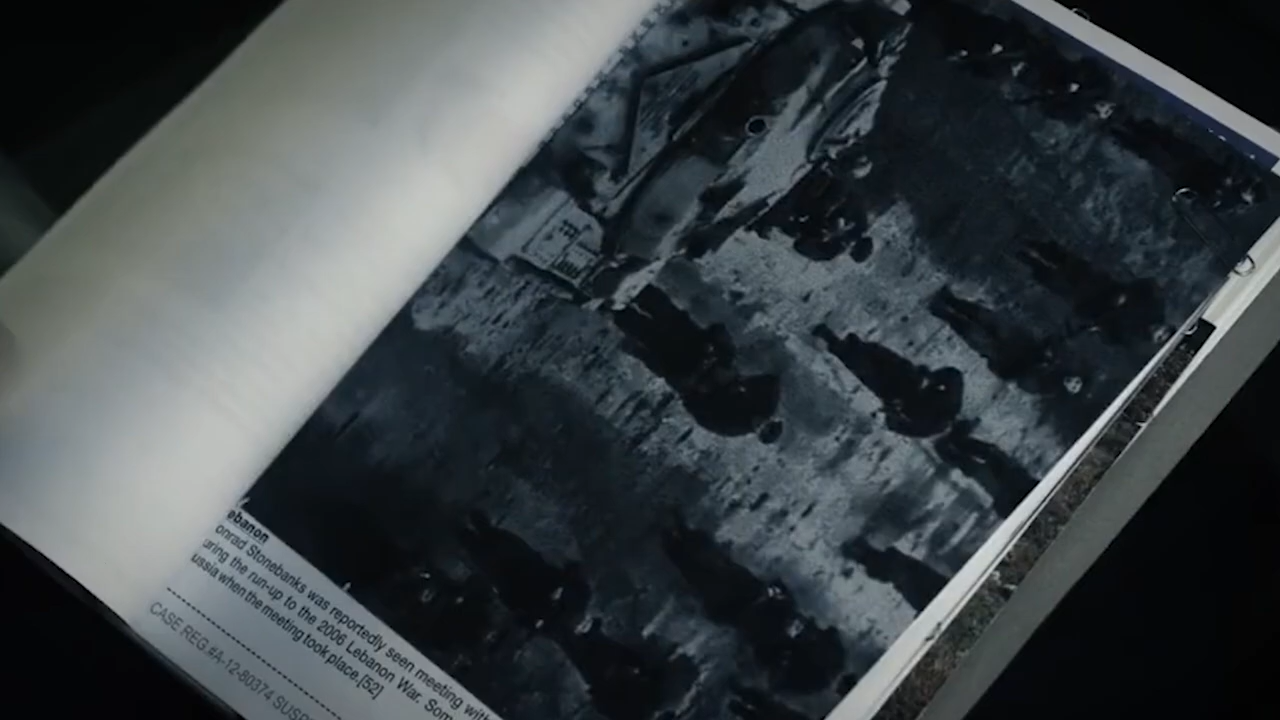 ebanon
onrad Stonebanks was reportedly seen meeting with
uring the run-up to the 2006 Lebanon War. Som
ussia when the meeting took place.[52]
CASE REG.#A-12-80374 SUSP